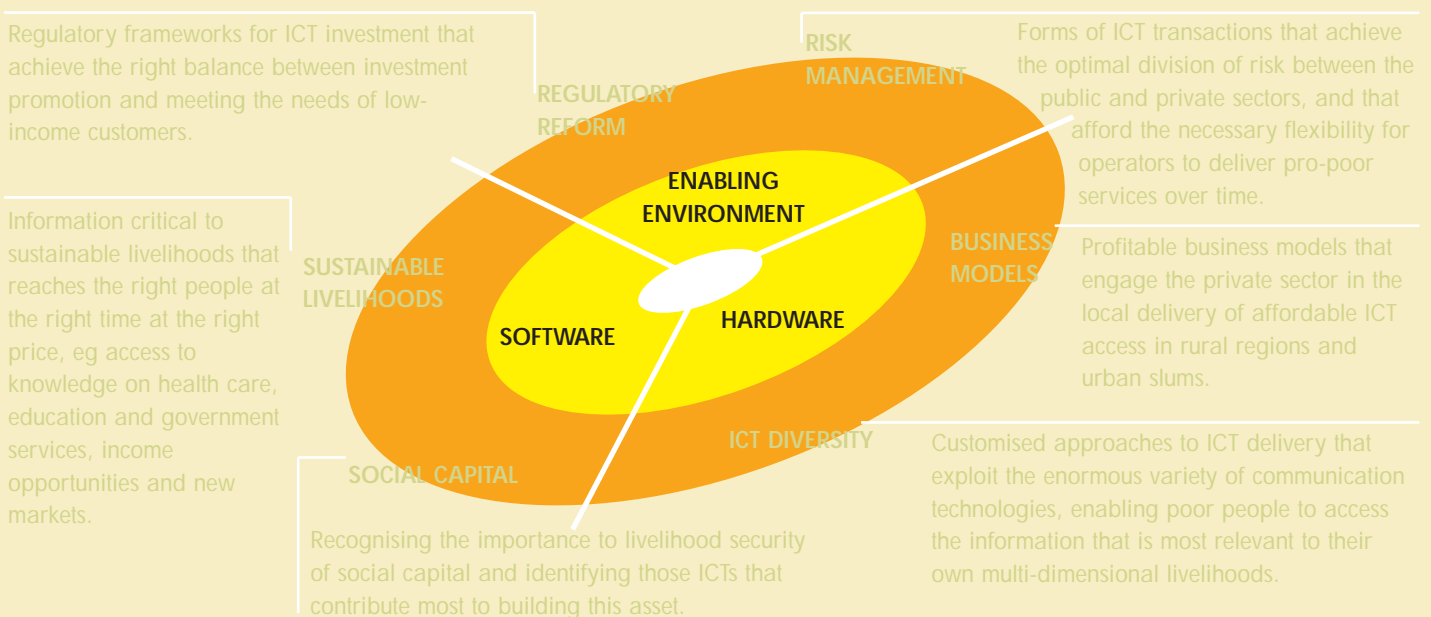 Regulatory frameworks for ICT investment that
achieve the right balance between investment
promotion and meeting the needs of low-
income customers.
REGULATORY
REFORM
RISK
MANAGEMENT
Forms of ICT transactions that achieve
the optimal division of risk between the
public and private sectors, and that
afford the necessary flexibility for
operators to deliver pro-poor
services over time.
ENABLING
ENVIRONMENT
Information critical to
sustainable livelihoods that
reaches the right people at
the right time at the right
price, eg access to
knowledge on health care,
education and government
services, income
opportunities and new
markets.
SUSTAINABLE
LIVELIHOODS
SOFTWARE
HARDWARE
BUSINESS
MODELS
Profitable business models that
engage the private sector in the
local delivery of affordable ICT
access in rural regions and
urban slums.
SOCIAL CAPITAL
Recognising the importance to livelihood security
of social capital and identifying those ICTs that
contribute most to building this asset.
ICT DIVERSITY
Customised approaches to ICT delivery that
exploit the enormous variety of communication
technologies, enabling poor people to access
the information that is most relevant to their
own multi-dimensional livelihoods.